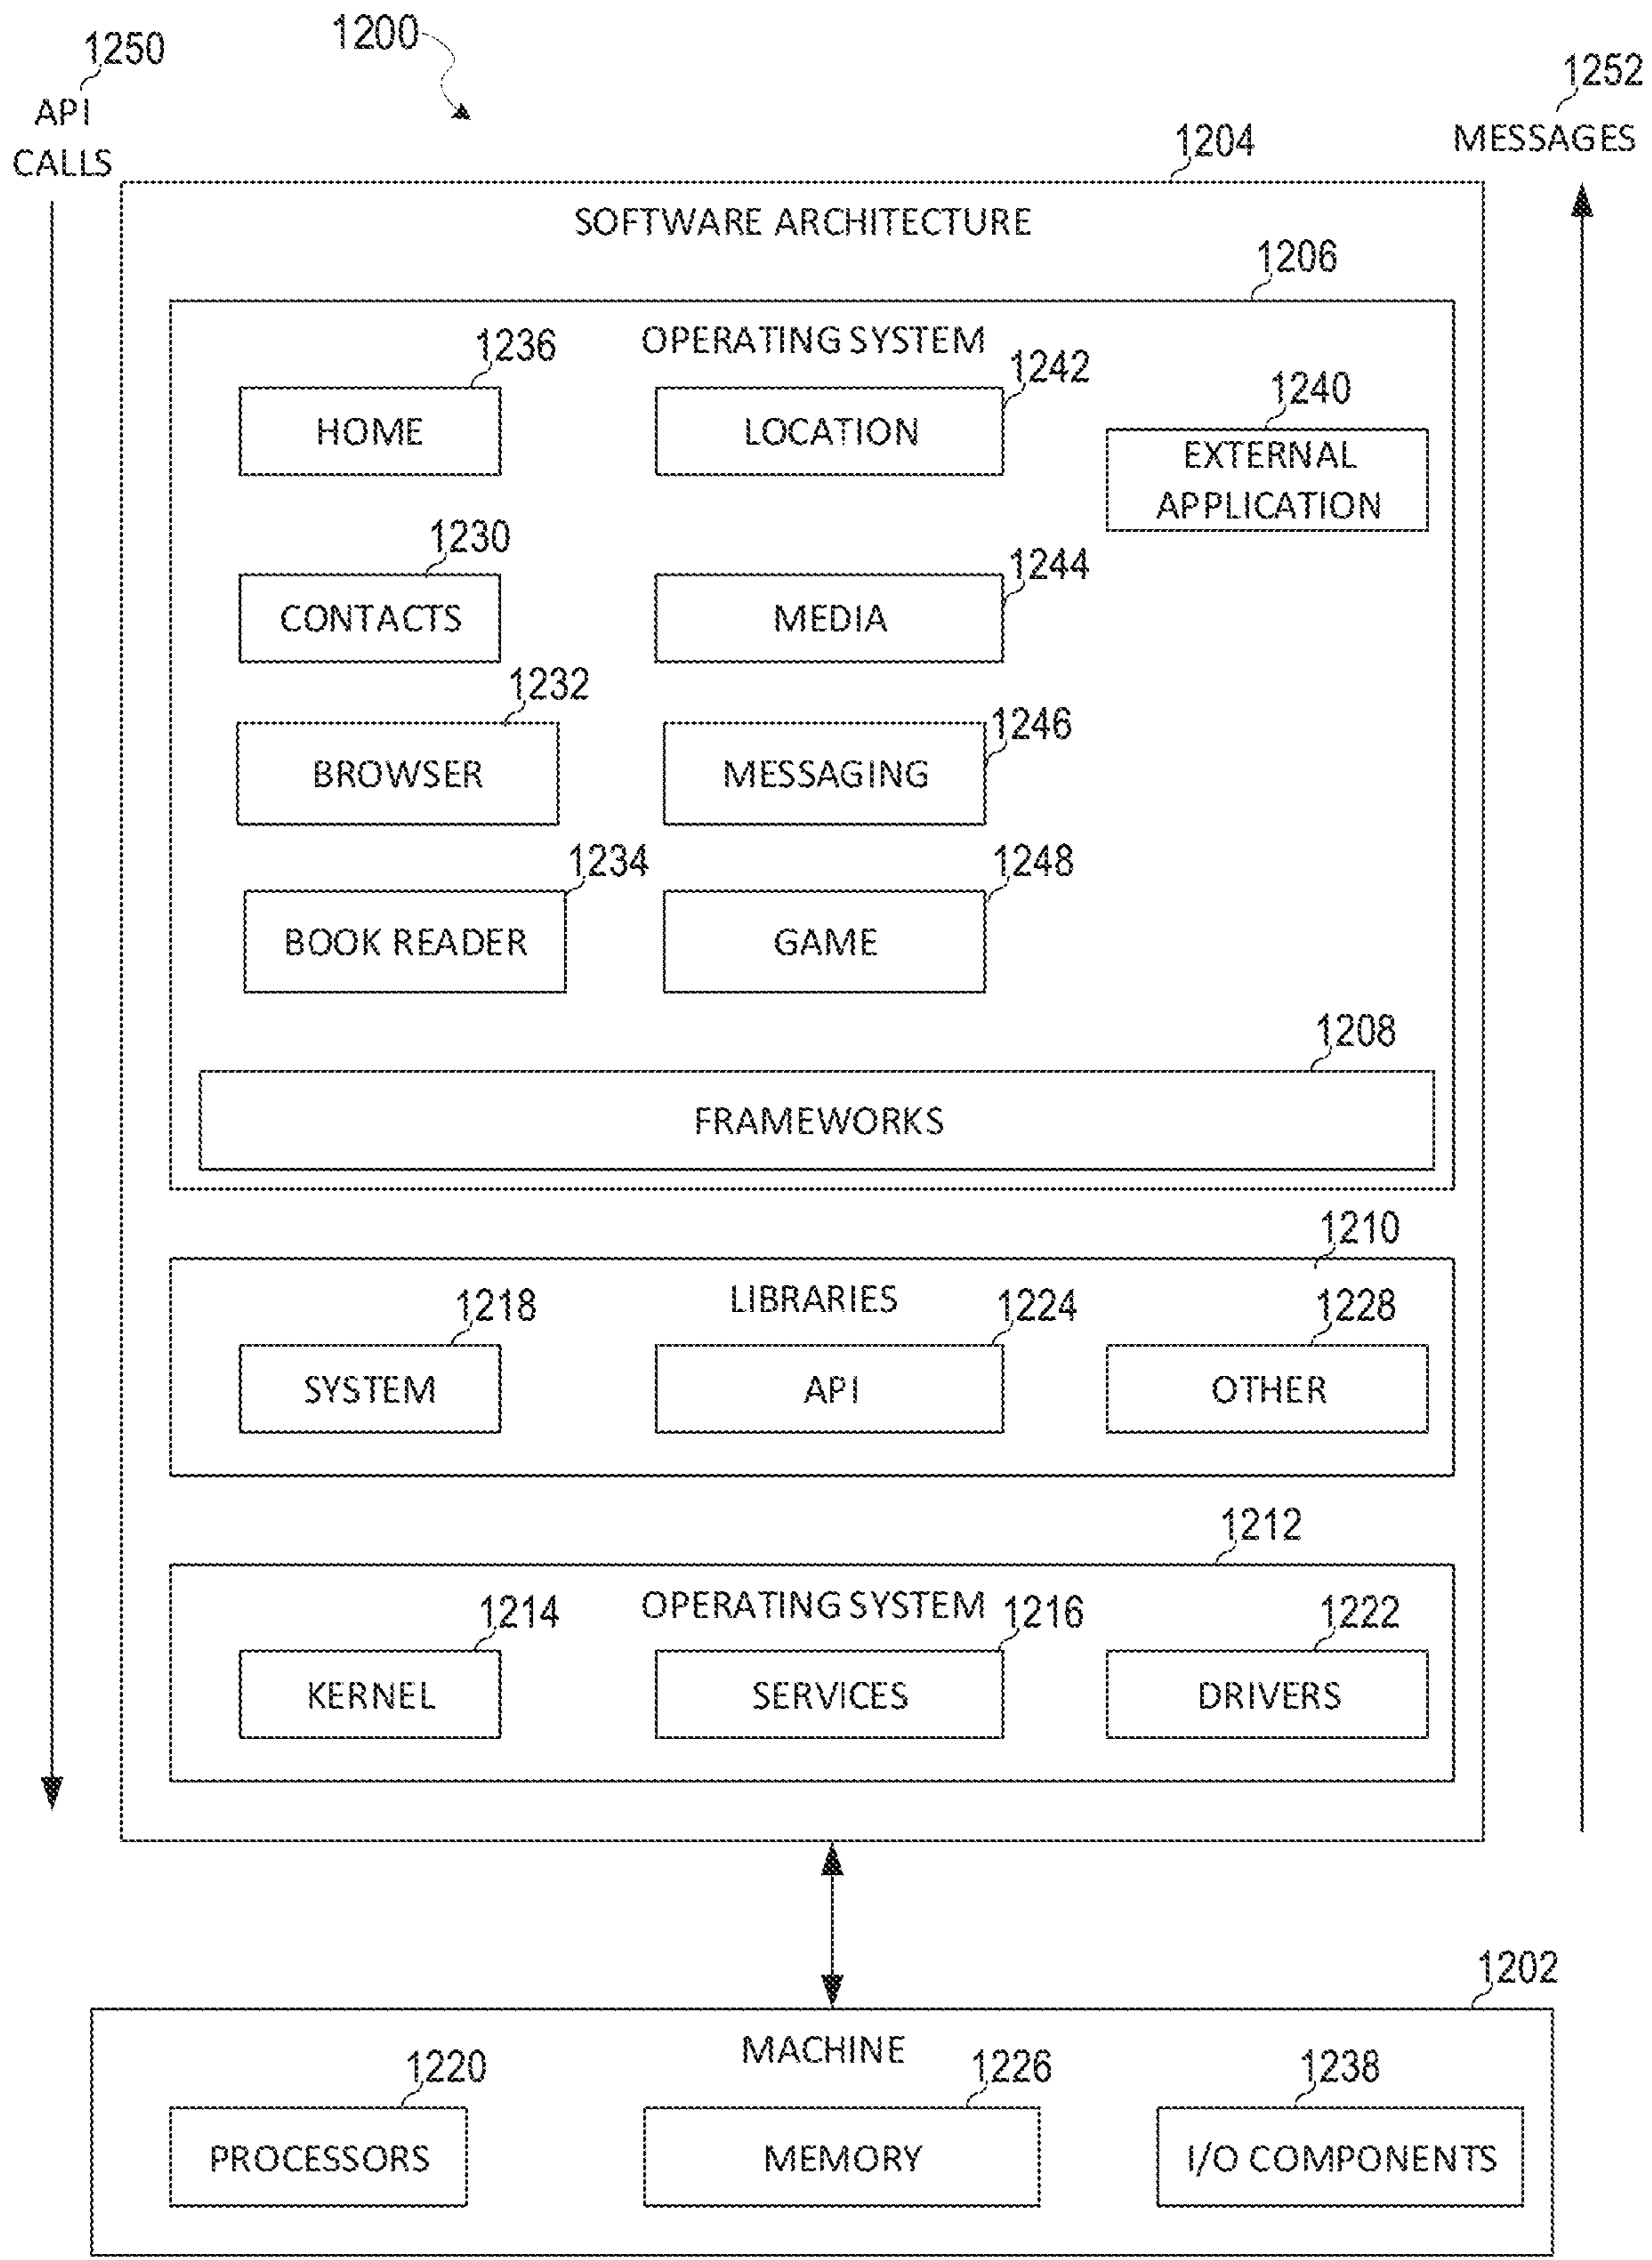 1200
1250
API
CALLS
1252
MESSAGES
1204
SOFTWARE ARCHITECTURE
1206
OPERATING SYSTEM
1236
HOME
1242
LOCATION
1240
EXTERNAL
APPLICATION
1230
CONTACTS
1244
MEDIA
1232
BROWSER
1246
MESSAGING
1234
BOOK READER
1248
GAME
1208
FRAMEWORKS
1210
LIBRARIES
1218
SYSTEM
1224
API
1228
OTHER
1212
OPERATING SYSTEM
1214
KERNEL
1216
SERVICES
1222
DRIVERS
1202
MACHINE
1220
PROCESSORS
1226
MEMORY
1238
I/O COMPONENTS